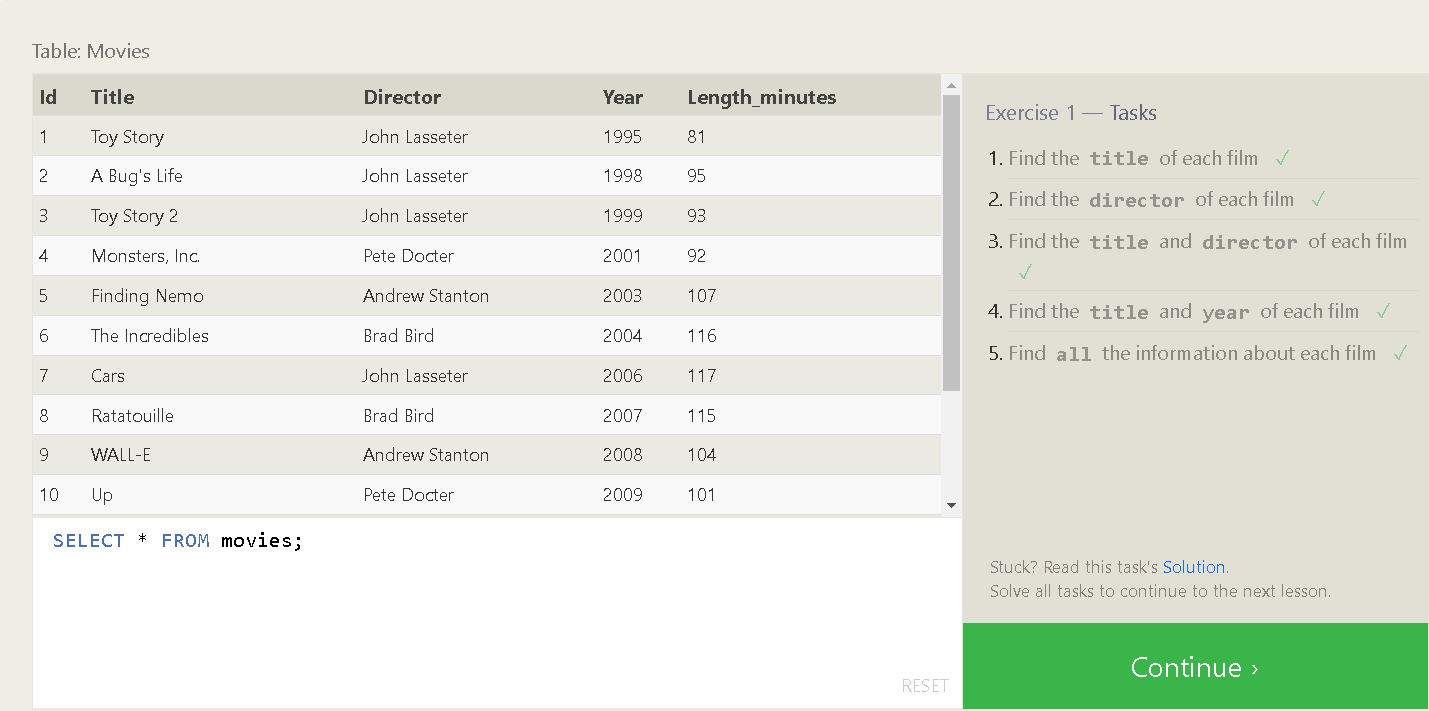 Table: Movies
Id Title Director Year Length_minutes
1 Toy Story John Lasseter 1995 81
2 A Bug's Life John Lasseter 1998 95
3 Toy Story 2 John Lasseter 1999 93
4 Monsters, Inc. Pete Docter 2001 92
5 Finding Nemo Andrew Stanton 2003 107
6 The Incredibles Brad Bird 2004 116
7 Cars John Lasseter 2006 117
8 Ratatouille Brad Bird 2007 115
9 WALL-E Andrew Stanton 2008 104
10 Up Pete Docter 2009 101
SELECT * FROM movies;
RESET
Exercise 1 — Tasks
1. Find the title of each film ✓
2. Find the director of each film ✓
3. Find the title and director of each film
✓
4. Find the title and year of each film ✓
5. Find all the information about each film ✓
Stuck? Read this task's Solution.
Solve all tasks to continue to the next lesson.
Continue ›